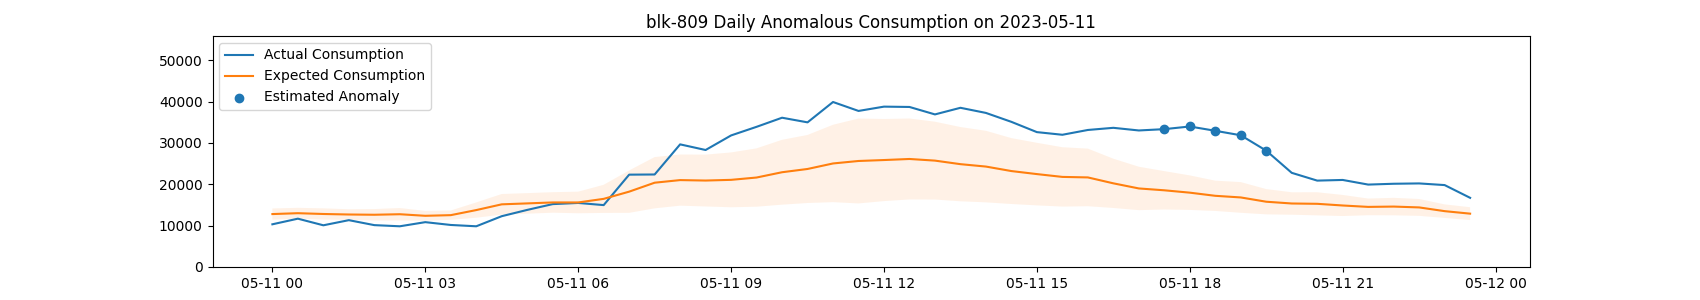 blk-809 Daily Anomalous Consumption on 2023-05-11
Actual Consumption
Expected Consumption
Estimated Anomaly
50000
40000
30000
20000
10000
0
05-11 00 05-11 03 05-11 06 05-11 09 05-11 12 05-11 15 05-11 18 05-11 21 05-12 00